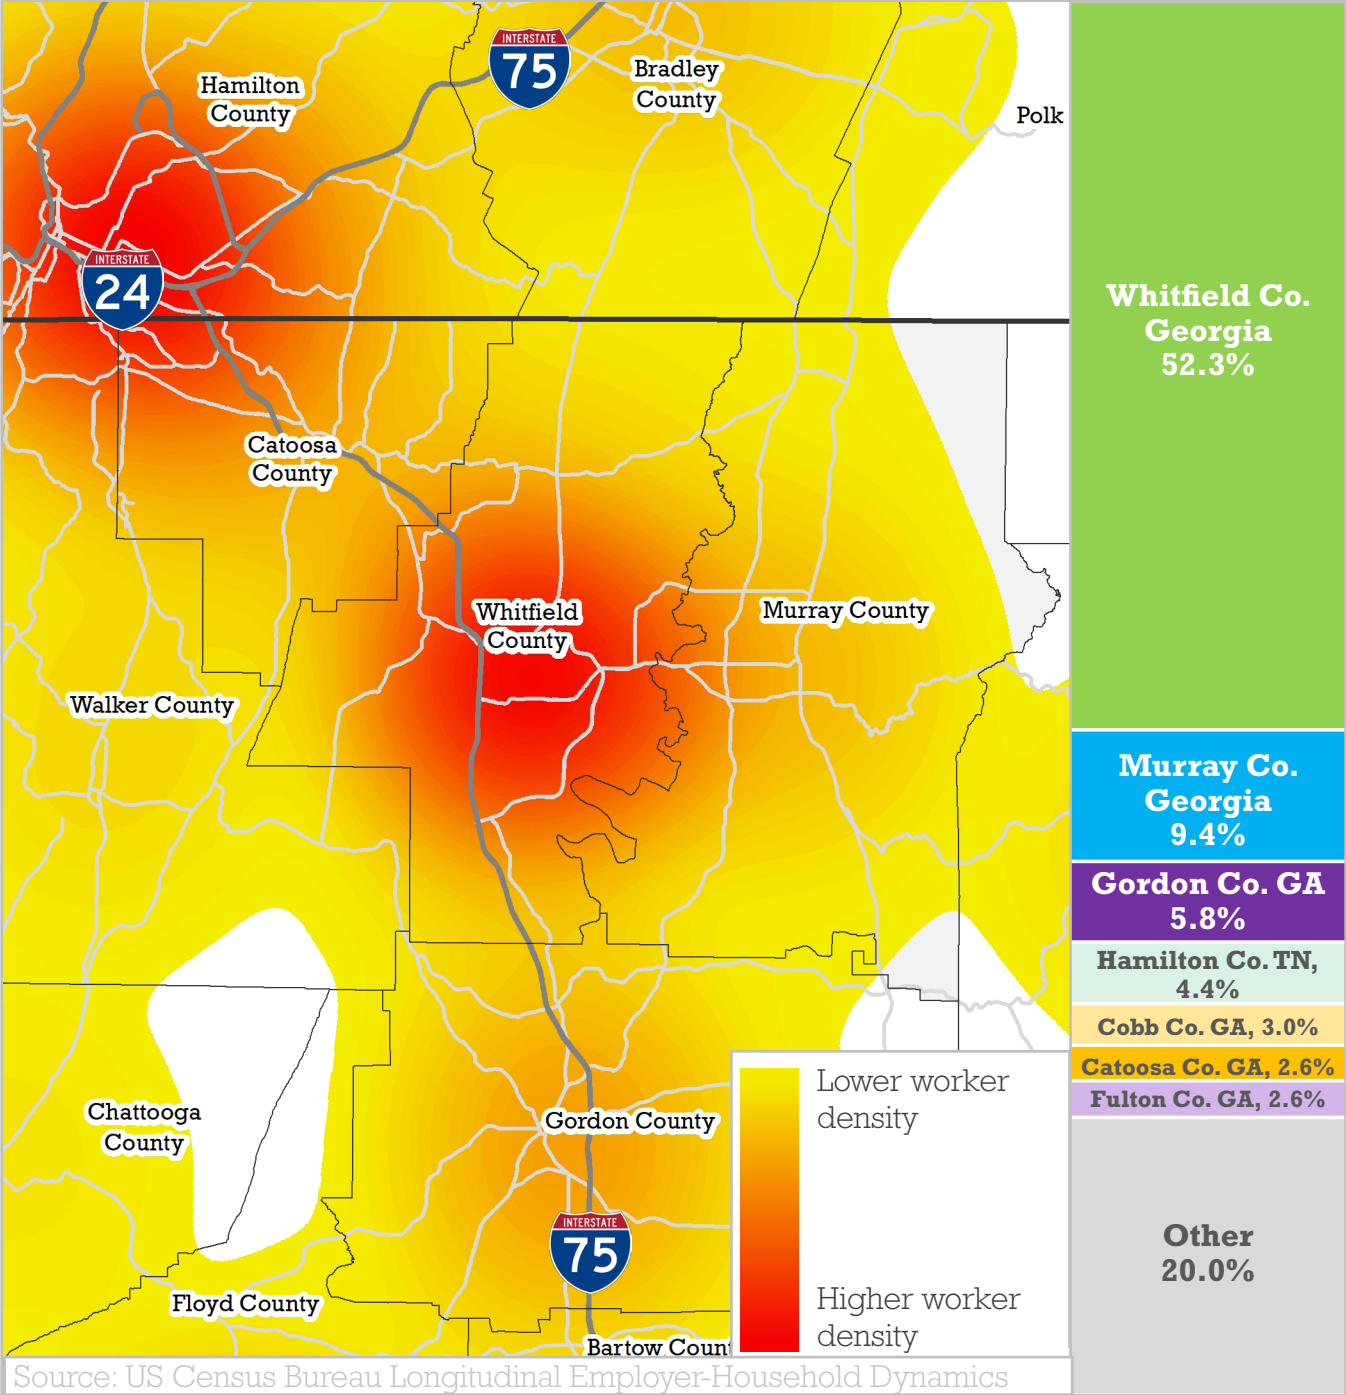 INTERSTATE
75
Hamilton
County
Bradley
County
Polk
INTERSTATE
24
Catoosa
County
Whitfield
County
Murray County
Walker County
Chattooga
County
Gordon County
INTERSTATE
75
Floyd County
Bartow Coun
Lower worker
density
Higher worker
density
Whitfield Co.
Georgia
52.3%
Murray Co.
Georgia
9.4%
Gordon Co. GA
5.8%
Hamilton Co. TN,
4.4%
Cobb Co. GA, 3.0%
Catoosa Co. GA, 2.6%
Fulton Co. GA, 2.6%
Other
20.0%
Source: US Census Bureau Longitudinal Employer-Household Dynamics